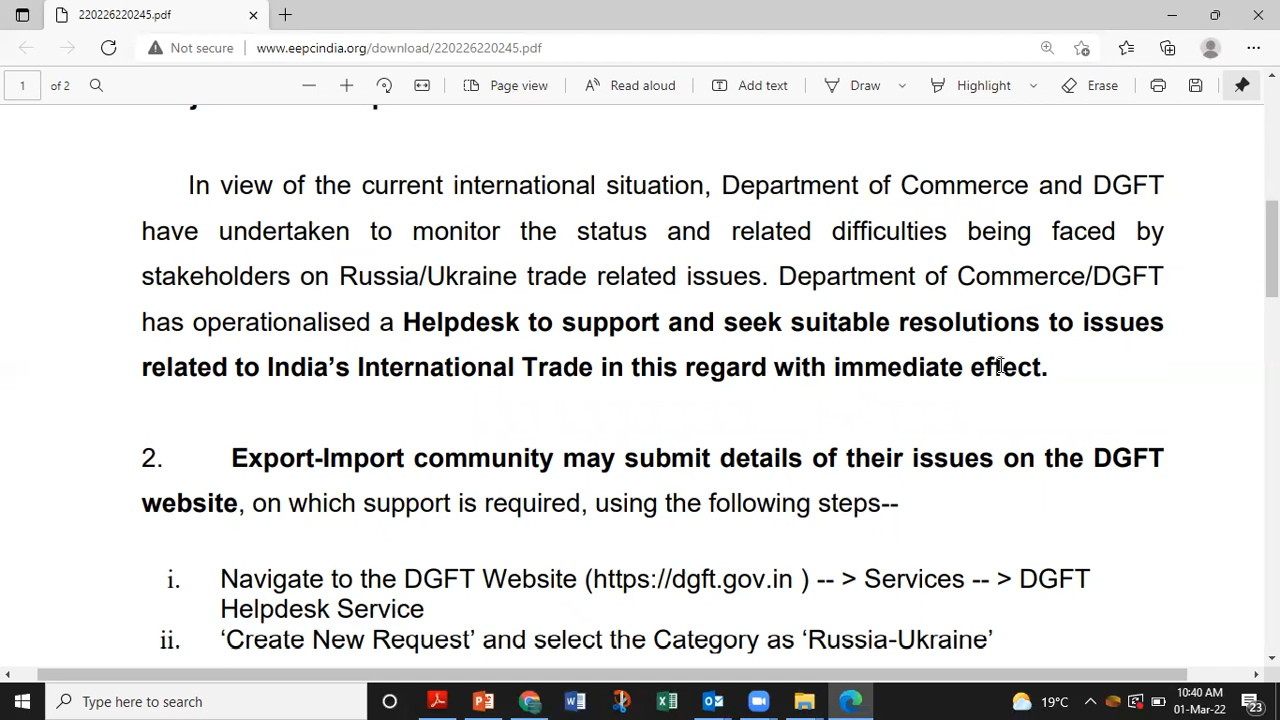 220226220245.pdf
Not secure
www.eepcindia.org/download/220226220245.pdf
1 of 2
Page view
Read aloud
Add text
Draw
Highlight
Erase
In view of the current international situation, Department of Commerce and DGFT
have undertaken to monitor the status and related difficulties being faced by
stakeholders on Russia/Ukraine trade related issues. Department of Commerce/DGFT
has operationalised a Helpdesk to support and seek suitable resolutions to issues
related to India’s International Trade in this regard with immediate effect.
2. Export-Import community may submit details of their issues on the DGFT
website, on which support is required, using the following steps--
i. Navigate to the DGFT Website (https://dgft.gov.in ) -- > Services -- > DGFT
Helpdesk Service
ii. ‘Create New Request’ and select the Category as ‘Russia-Ukraine’
Type here to search
19°C
10:40 AM
01-Mar-22
23